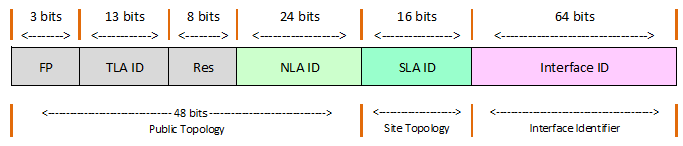 3 bits 13 bits 8 bits 24 bits 16 bits 64 bits
FP TLA ID Res NLA ID SLA ID Interface ID
48 bits
Public Topology Site Topology Interface Identifier